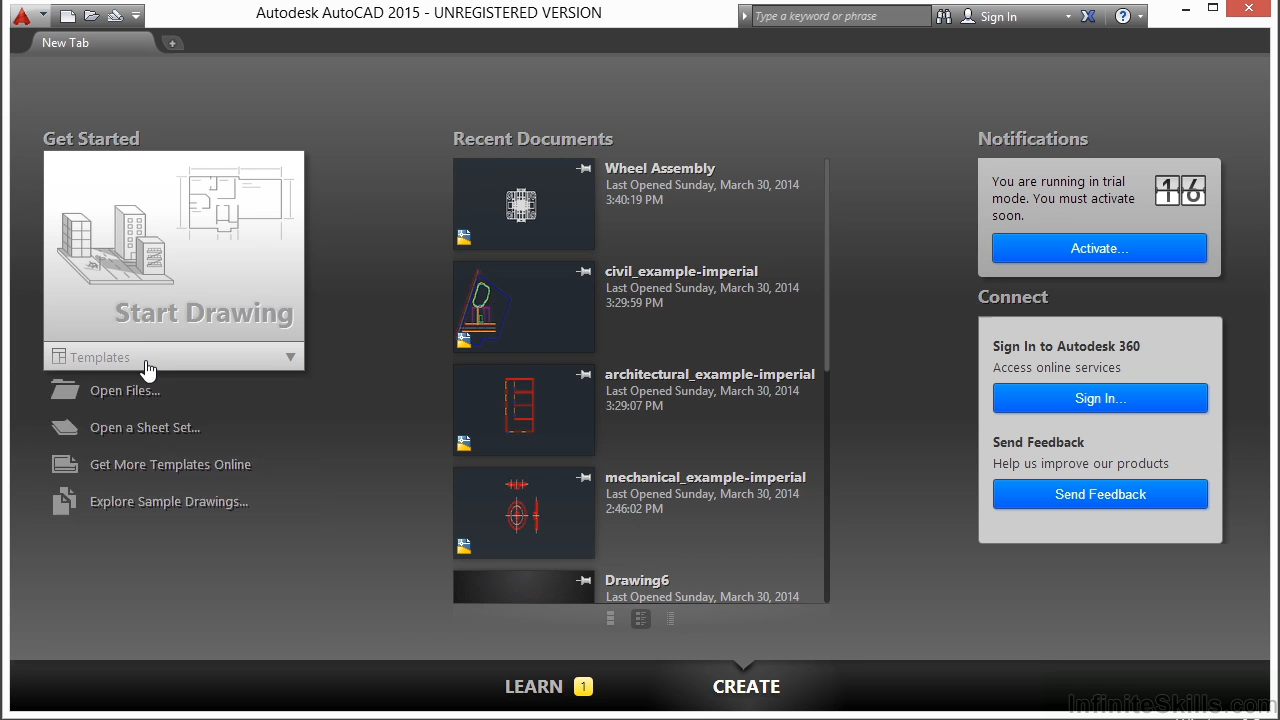 Autodesk AutoCAD 2015 - UNREGISTERED VERSION
Type a keyword or phrase
Sign In
New Tab
Get Started
Start Drawing
Templates
Open Files...
Open a Sheet Set...
Get More Templates Online
Explore Sample Drawings...
Recent Documents
Wheel Assembly
Last Opened Sunday, March 30, 2014
3:40:19 PM
civil_example-imperial
Last Opened Sunday, March 30, 2014
3:29:59 PM
architectural_example-imperial
3:29:07 PM
mechanical_example-imperial
Last Opened Sunday, March 30, 2014
2:46:02 PM
Drawing6
Last Opened Sunday, March 30, 2014
Notifications
You are running in trial
mode. You must activate
soon.
16
Activate...
Connect
Sign In to Autodesk 360
Access online services
Sign In...
Send Feedback
Help us improve our products
Send Feedback
LEARN 1
CREATE
InfiniteSkills.com